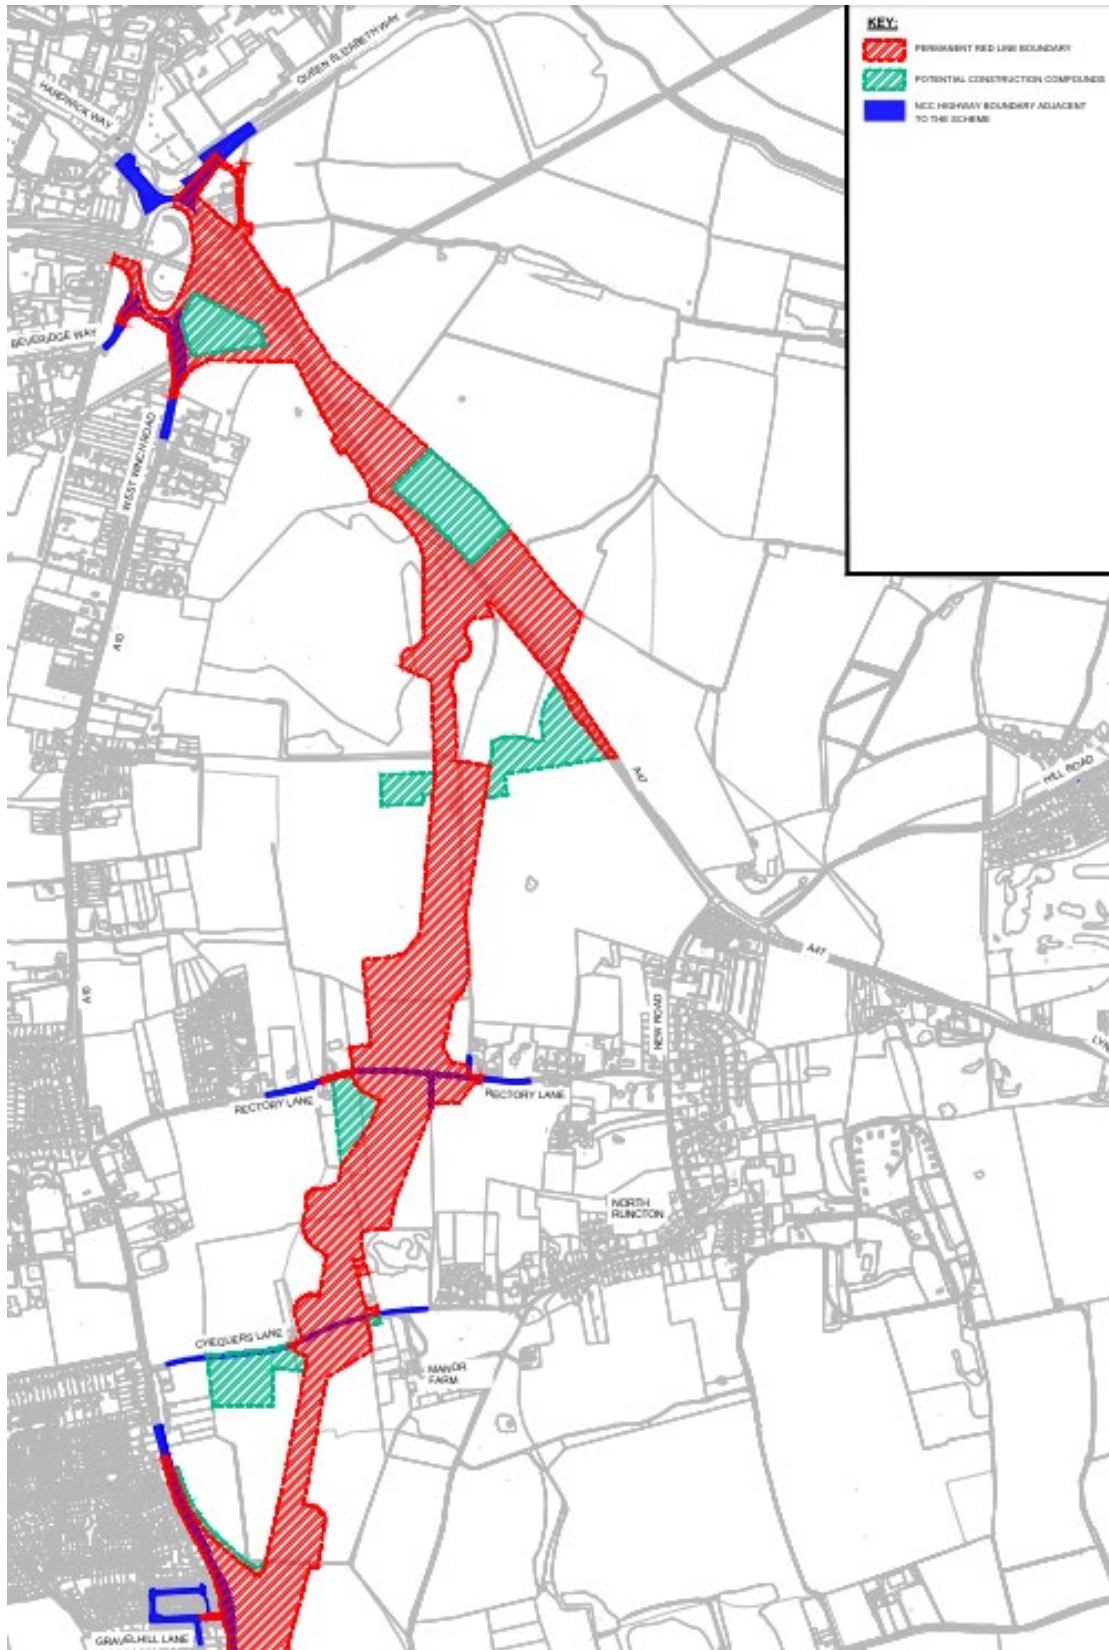 KEY:
PERMANENT RED LINE BOUNDARY
POTENTIAL CONSTRUCTION COMPOUNDS
NCC HIGHWAY BOUNDARY ADJACENT
TO THE SCHEME
QUEEN ELIZABETH WAY
HARDWICK WAY
BEVERIDGE WAY
WEST WINCH ROAD
A10
A47
HILL ROAD
A47
A10
NEW ROAD
RECTORY LANE
RECTORY LANE
NORTH
RUNCTON
CHEQUERS LANE
MANOR
FARM
GRAVELHILL LANE